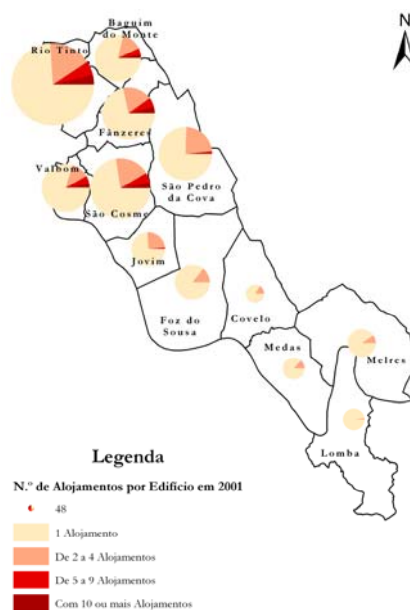 Baguim
do Monte
N
Rio Tinto
Fânzeres
Valbom
São Pedro
da Cova
São Cosme
Jovim
Foz do
Sousa
Covelo
Medas
Melres
Lomba
Legenda
N.º de Alojamentos por Edifício em 2001
48
1 Alojamento
De 2 a 4 Alojamentos
De 5 a 9 Alojamentos
Com 10 ou mais Alojamentos